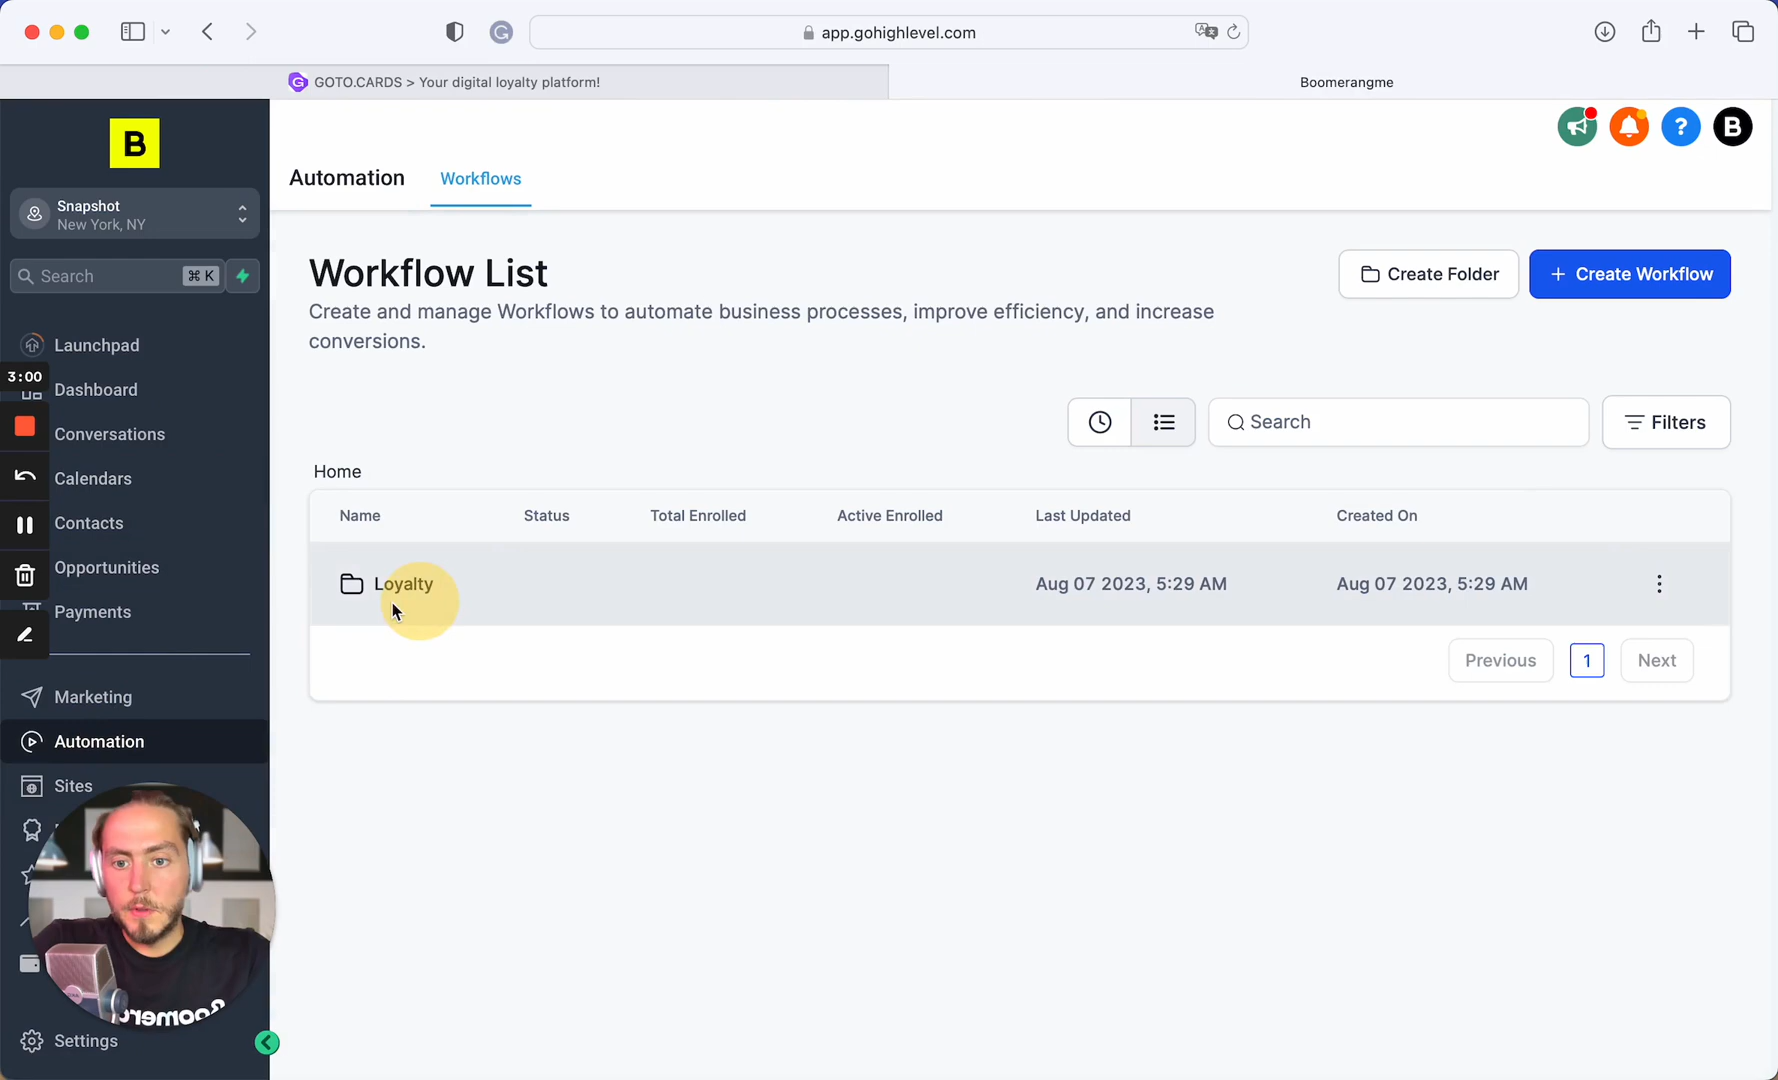 app.gohighlevel.com
GOTO.CARDS > Your digital loyalty platform!
Boomerangme
B
Snapshot
New York, NY
Search
⌘ K
Launchpad
3:00
Dashboard
Conversations
Calendars
Contacts
Opportunities
Payments
Marketing
Automation
Sites
Settings
Automation
Workflows
?
B
Workflow List
Create and manage Workflows to automate business processes, improve efficiency, and increase
conversions.
Create Folder
+ Create Workflow
Search
Filters
Home
Name
Status
Total Enrolled
Active Enrolled
Last Updated
Created On
Loyalty
Aug 07 2023, 5:29 AM
Aug 07 2023, 5:29 AM
Previous
1
Next